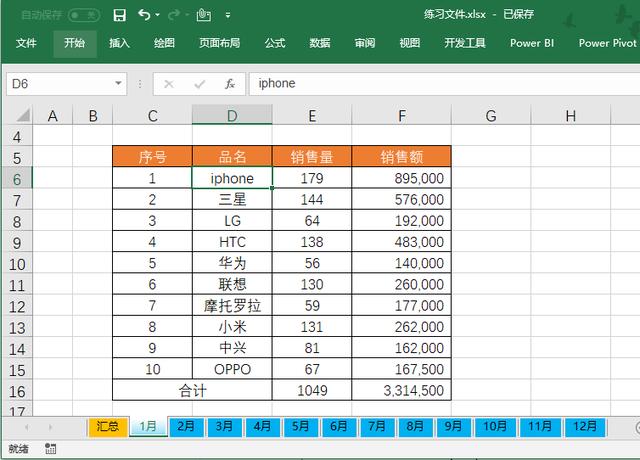 自动保存 关 练习文件.xlsx - 已保存
文件 开始 插入 绘图 页面布局 公式 数据 审阅 视图 开发工具 Power BI Power Pivot
D6 fx iphone
A B C D E F G H
4
5 序号 品名 销售量 销售额
6 1 iphone 179 895,000
7 2 三星 144 576,000
8 3 LG 64 192,000
9 4 HTC 138 483,000
10 5 华为 56 140,000
11 6 联想 130 260,000
12 7 摩托罗拉 59 177,000
13 8 小米 131 262,000
14 9 中兴 81 162,000
15 10 OPPO 67 167,500
16 合计 1049 3,314,500
17
汇总 1月 2月 3月 4月 5月 6月 7月 8月 9月 10月 11月 12月
就绪